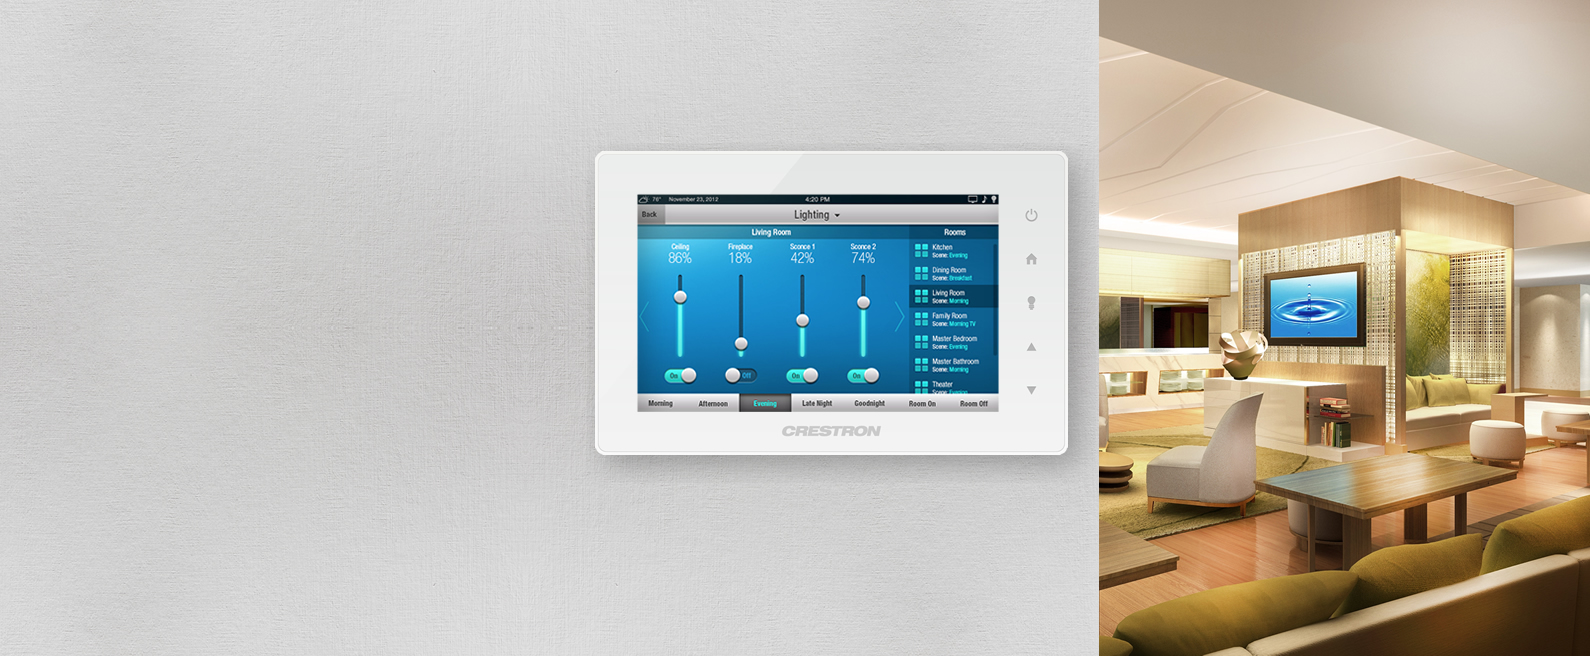 76° November 23, 2012 4:20 PM
Back Lighting
Living Room Rooms
Ceiling Fireplace Sconce 1 Sconce 2
86% 18% 42% 74%
Kitchen
Scene: Evening
Dining Room
Scene: Breakfast
Living Room
Scene: Morning
Family Room
Scene: Morning TV
Master Bedroom
Scene: Evening
Master Bathroom
Scene: Morning
Theater
Scene: Evening
On Off On On
Morning Afternoon Evening Late Night Goodnight Room On Room Off
CRESTRON